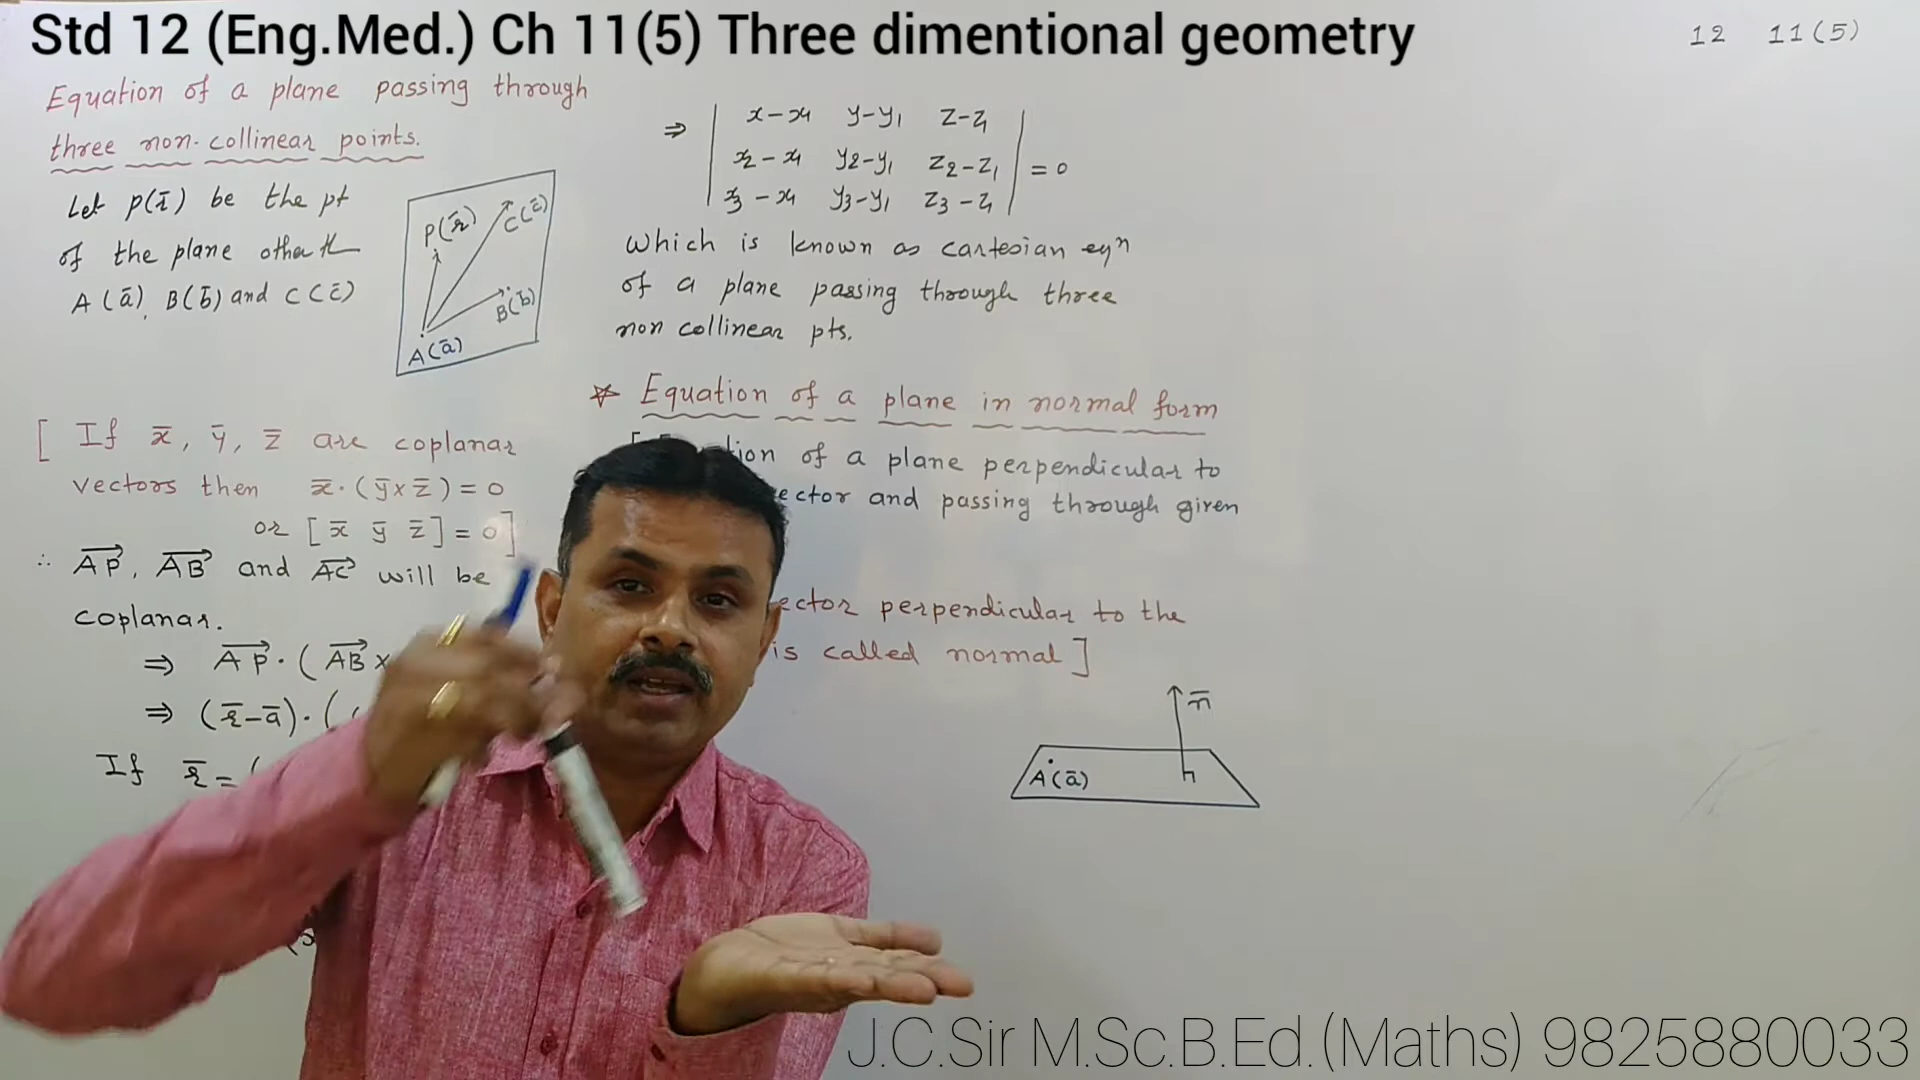 Std 12 (Eng.Med.) Ch 11(5) Three dimentional geometry
12 11(5)
Equation of a plane passing through
three non-collinear points.
Let P(r̄) be the pt
of the plane other th
A(ā), B(b̄) and C(c̄)
P(r̄)
C(c̄)
B(b̄)
A(ā)
[ If x̄, ȳ, z̄ are coplanar
vectors then x̄·(ȳ×z̄) = 0
or [x̄ ȳ z̄] = 0 ]
∴ AP⃗, AB⃗ and AC⃗ will be
coplanar.
⇒ AP⃗·(AB⃗ ×
⇒ (r̄-ā)·(
If r̄ = (
⇒ | x-x₁ y-y₁ z-z₁ |
| x₂-x₁ y₂-y₁ z₂-z₁ | = 0
| x₃-x₁ y₃-y₁ z₃-z₁ |
which is known as cartesian eqⁿ
of a plane passing through three
non collinear pts.
* Equation of a plane in normal form
of a plane perpendicular to
and passing through given
perpendicular to the
is called normal ]
n̄
A(ā)
J.C.Sir M.Sc.B.Ed.(Maths) 9825880033